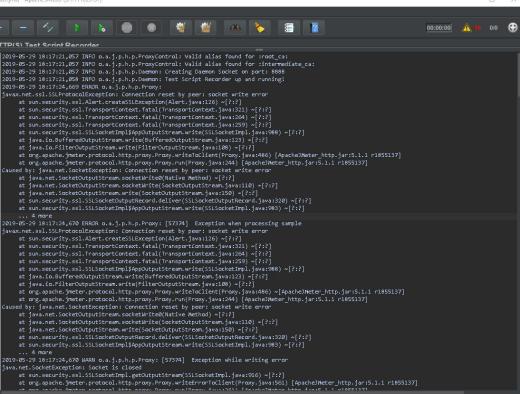 00:00:00
HTTP(S) Test Script Recorder
2019-05-29 18:17:21,057 INFO o.a.j.p.h.p.ProxyControl: Valid alias found for :root_ca:
2019-05-29 18:17:21,057 INFO o.a.j.p.h.p.ProxyControl: Valid alias found for :intermediate_ca:
2019-05-29 18:17:21,058 INFO o.a.j.p.h.p.Daemon: Creating Daemon Socket on port: 8888
2019-05-29 18:17:21,058 INFO o.a.j.p.h.p.Daemon: Test Script Recorder up and running!
2019-05-29 18:17:24,669 ERROR o.a.j.p.h.p.Proxy:
javax.net.ssl.SSLProtocolException: Connection reset by peer: socket write error
at sun.security.ssl.Alert.createSSLException(Alert.java:126) ~[?:?]
at sun.security.ssl.TransportContext.fatal(TransportContext.java:321) ~[?:?]
at sun.security.ssl.TransportContext.fatal(TransportContext.java:264) ~[?:?]
at sun.security.ssl.TransportContext.fatal(TransportContext.java:259) ~[?:?]
at sun.security.ssl.SSLSocketImpl$AppOutputStream.write(SSLSocketImpl.java:908) ~[?:?]
at java.io.BufferedOutputStream.write(BufferedOutputStream.java:123) ~[?:?]
at java.io.FilterOutputStream.write(FilterOutputStream.java:108) ~[?:?]
at org.apache.jmeter.protocol.http.proxy.Proxy.writeToClient(Proxy.java:406) [ApacheJMeter_http.jar:5.1.1 r1855137]
at org.apache.jmeter.protocol.http.proxy.Proxy.run(Proxy.java:244) [ApacheJMeter_http.jar:5.1.1 r1855137]
Caused by: java.net.SocketException: Connection reset by peer: socket write error
at java.net.SocketOutputStream.socketWrite0(Native Method) ~[?:?]
at java.net.SocketOutputStream.socketWrite(SocketOutputStream.java:110) ~[?:?]
at java.net.SocketOutputStream.write(SocketOutputStream.java:150) ~[?:?]
at sun.security.ssl.SSLSocketOutputRecord.deliver(SSLSocketOutputRecord.java:320) ~[?:?]
at sun.security.ssl.SSLSocketImpl$AppOutputStream.write(SSLSocketImpl.java:903) ~[?:?]
... 4 more
2019-05-29 18:17:24,670 ERROR o.a.j.p.h.p.Proxy: [57374] Exception when processing sample
javax.net.ssl.SSLProtocolException: Connection reset by peer: socket write error
at sun.security.ssl.Alert.createSSLException(Alert.java:126) ~[?:?]
at sun.security.ssl.TransportContext.fatal(TransportContext.java:321) ~[?:?]
at sun.security.ssl.TransportContext.fatal(TransportContext.java:264) ~[?:?]
at sun.security.ssl.TransportContext.fatal(TransportContext.java:259) ~[?:?]
at sun.security.ssl.SSLSocketImpl$AppOutputStream.write(SSLSocketImpl.java:908) ~[?:?]
at java.io.BufferedOutputStream.write(BufferedOutputStream.java:123) ~[?:?]
at java.io.FilterOutputStream.write(FilterOutputStream.java:108) ~[?:?]
at org.apache.jmeter.protocol.http.proxy.Proxy.writeToClient(Proxy.java:406) ~[ApacheJMeter_http.jar:5.1.1 r1855137]
at org.apache.jmeter.protocol.http.proxy.Proxy.run(Proxy.java:244) [ApacheJMeter_http.jar:5.1.1 r1855137]
Caused by: java.net.SocketException: Connection reset by peer: socket write error
at java.net.SocketOutputStream.socketWrite0(Native Method) ~[?:?]
at java.net.SocketOutputStream.socketWrite(SocketOutputStream.java:110) ~[?:?]
at java.net.SocketOutputStream.write(SocketOutputStream.java:150) ~[?:?]
at sun.security.ssl.SSLSocketOutputRecord.deliver(SSLSocketOutputRecord.java:320) ~[?:?]
at sun.security.ssl.SSLSocketImpl$AppOutputStream.write(SSLSocketImpl.java:903) ~[?:?]
... 4 more
2019-05-29 18:17:24,670 WARN o.a.j.p.h.p.Proxy: [57374] Exception while writing error
java.net.SocketException: Socket is closed
at sun.security.ssl.SSLSocketImpl.getOutputStream(SSLSocketImpl.java:916) ~[?:?]
at org.apache.jmeter.protocol.http.proxy.Proxy.writeErrorToClient(Proxy.java:561) [ApacheJMeter_http.jar:5.1.1 r1855137]